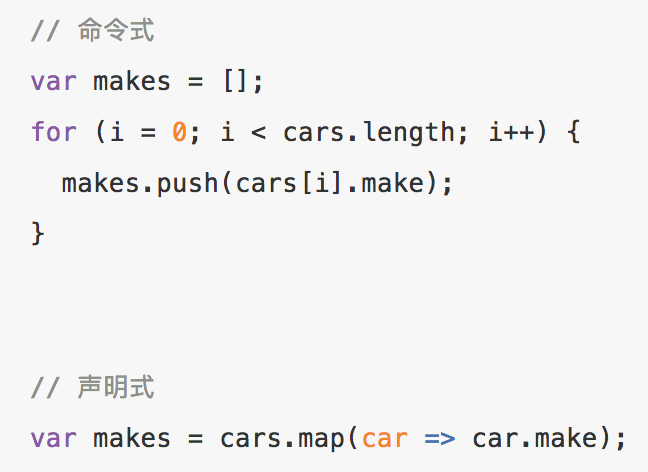 // 命令式
var makes = [];
for (i = 0; i < cars.length; i++) {
  makes.push(cars[i].make);
}
// 声明式
var makes = cars.map(car => car.make);